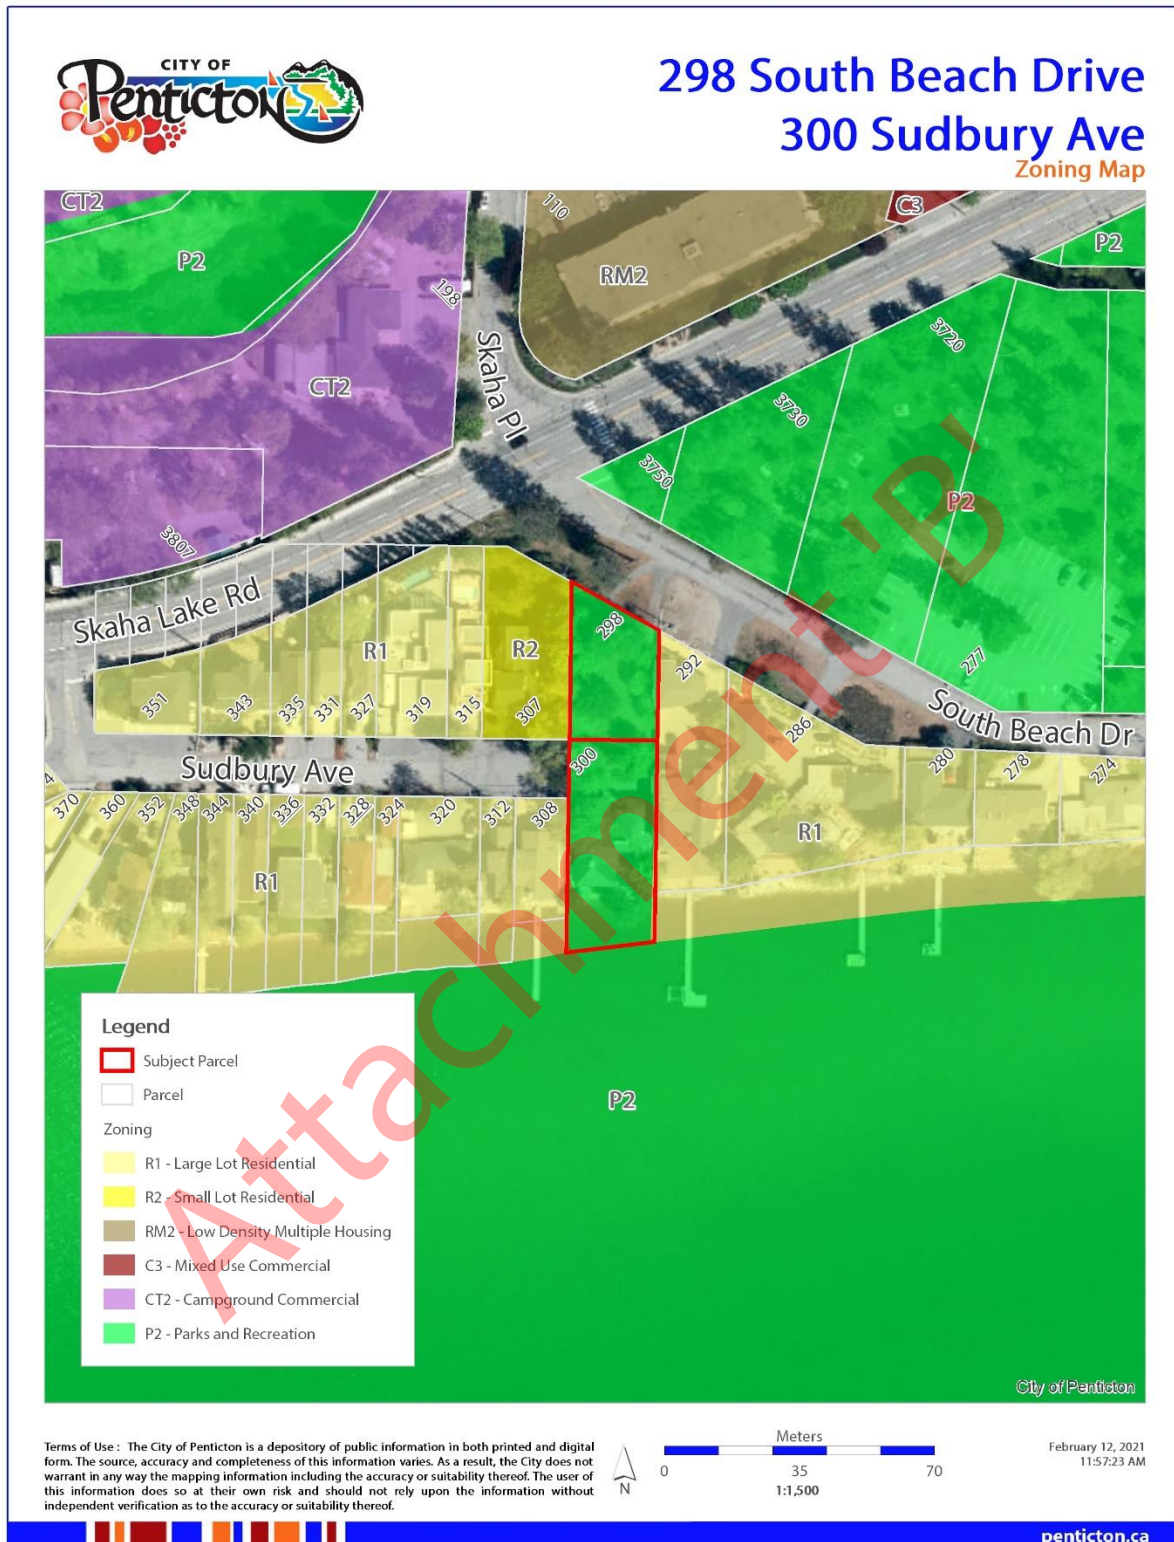 CITY OF
Penticton
298 South Beach Drive
300 Sudbury Ave
Zoning Map
CT2
P2
110
C3
P2
RM2
198
3720
Skaha Pl
CT2
3730
3750
P2
3807
Skaha Lake Rd
298
R1
R2
292
277
351
343
335
331
327
319
315
307
286
South Beach Dr
Sudbury Ave
300
280
278
274
4
370
360
352
348
344
340
336
332
328
324
320
312
308
R1
R1
Attachment 'B'
Legend
Subject Parcel
Parcel
Zoning
R1 - Large Lot Residential
R2 - Small Lot Residential
RM2 - Low Density Multiple Housing
C3 - Mixed Use Commercial
CT2 - Campground Commercial
P2 - Parks and Recreation
P2
City of Penticton
Terms of Use : The City of Penticton is a depository of public information in both printed and digital
form. The source, accuracy and completeness of this information varies. As a result, the City does not
warrant in any way the mapping information including the accuracy or suitability thereof. The user of
this information does so at their own risk and should not rely upon the information without
independent verification as to the accuracy or suitability thereof.
N
Meters
0 35 70
1:1,500
February 12, 2021
11:57:23 AM
penticton.ca